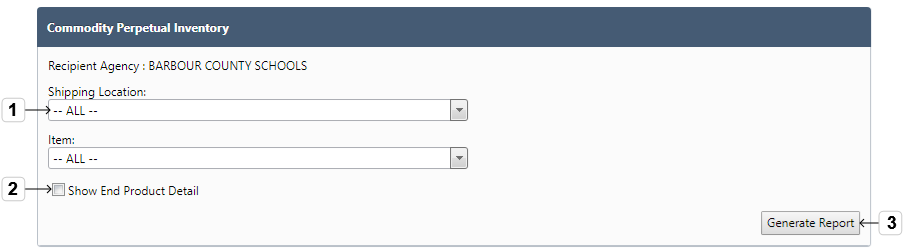 Commodity Perpetual Inventory
Recipient Agency : BARBOUR COUNTY SCHOOLS
Shipping Location:
1 -- ALL --
Item:
-- ALL --
2 Show End Product Detail
Generate Report 3